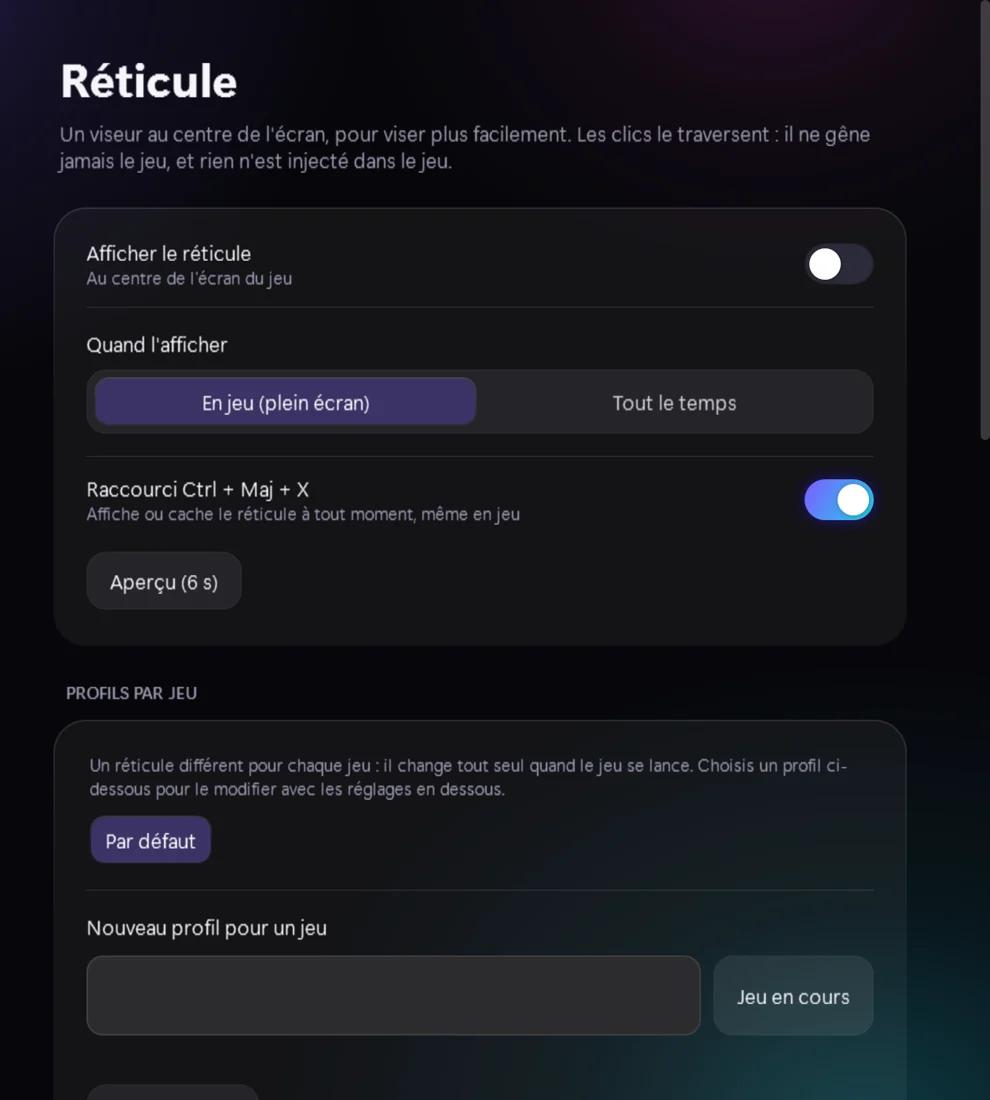 Réticule
Un viseur au centre de l'écran, pour viser plus facilement. Les clics le traversent : il ne gêne
jamais le jeu, et rien n'est injecté dans le jeu.
Afficher le réticule
Au centre de l'écran du jeu
Quand l'afficher
En jeu (plein écran)
Tout le temps
Raccourci Ctrl + Maj + X
Affiche ou cache le réticule à tout moment, même en jeu
Aperçu (6 s)
PROFILS PAR JEU
Un réticule différent pour chaque jeu : il change tout seul quand le jeu se lance. Choisis un profil ci-
dessous pour le modifier avec les réglages en dessous.
Par défaut
Nouveau profil pour un jeu
Jeu en cours